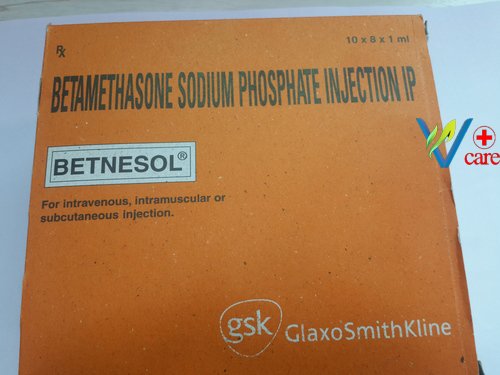 Rx
10 x 8 x 1 ml
BETAMETHASONE SODIUM PHOSPHATE INJECTION IP
BETNESOL®
For intravenous, intramuscular or
subcutaneous injection.
V care
gsk GlaxoSmithKline